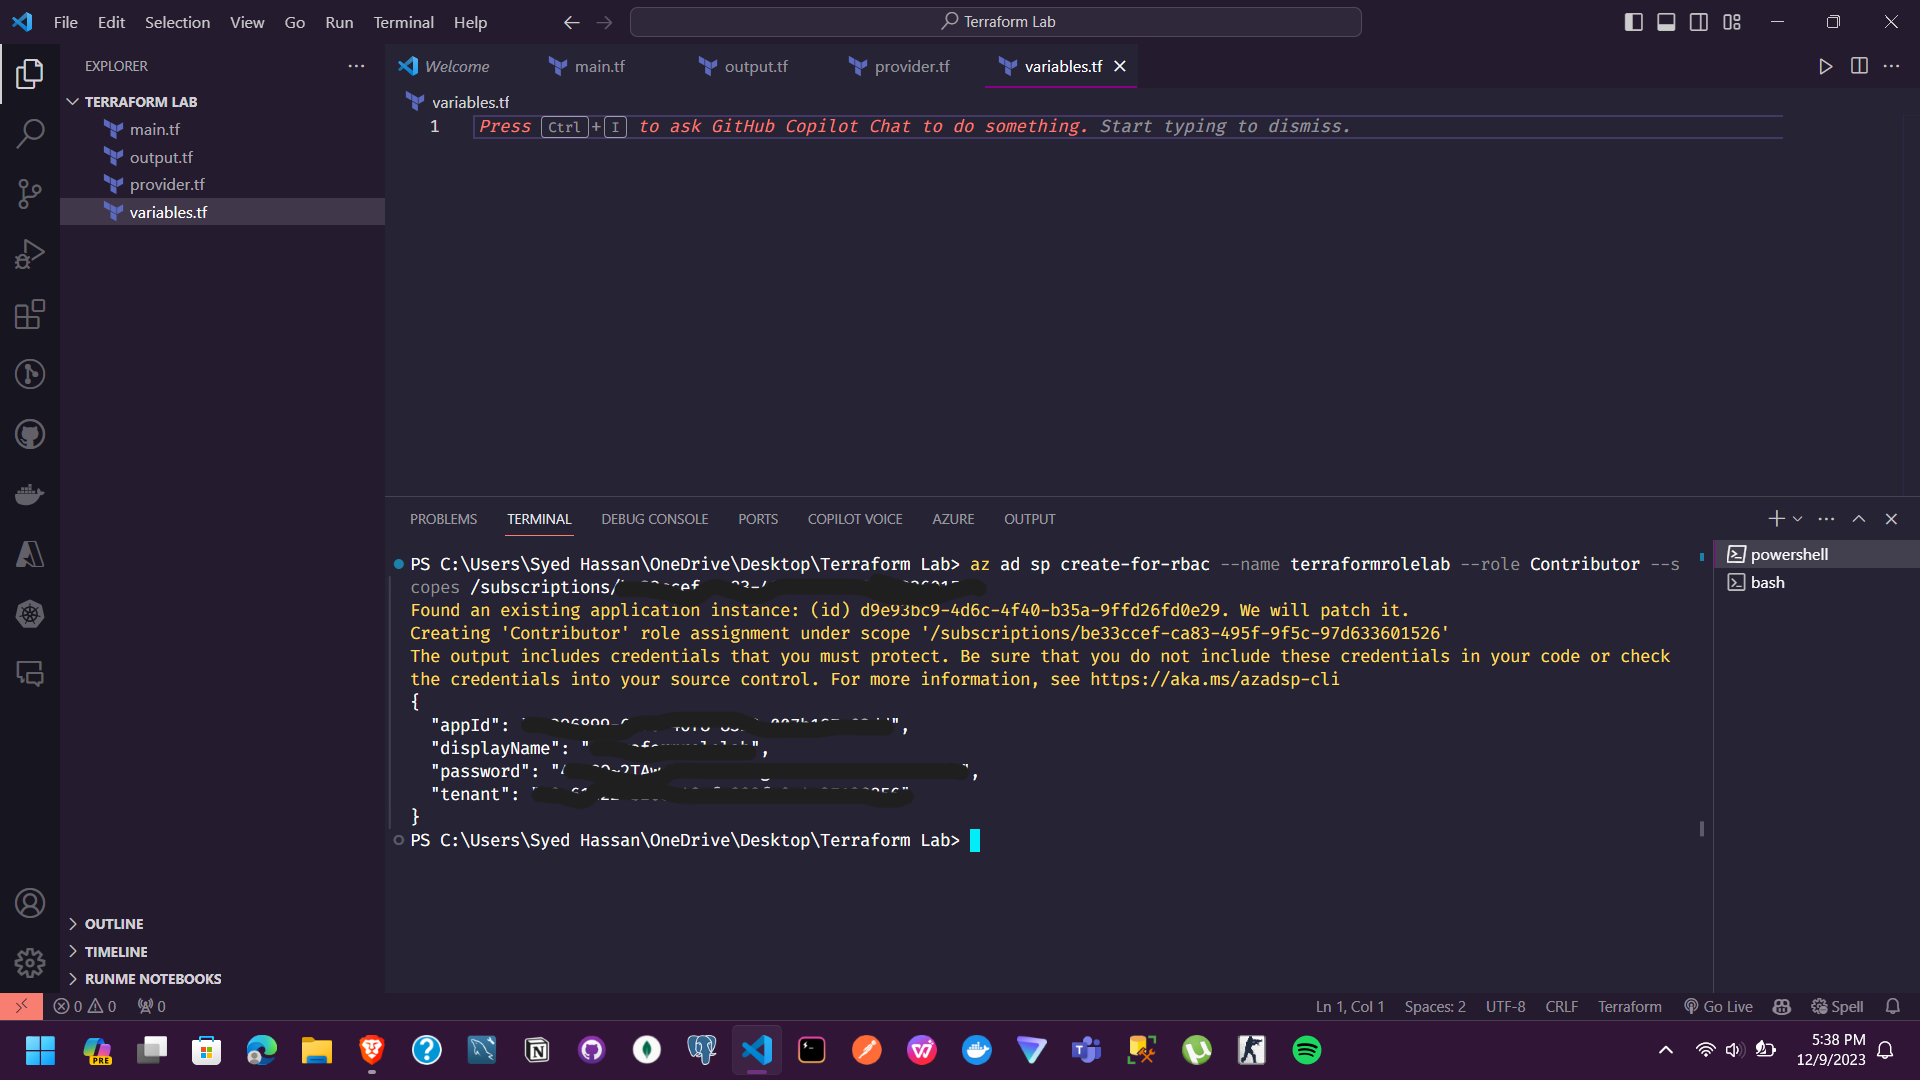 File Edit Selection View Go Run Terminal Help
Terraform Lab
EXPLORER
Welcome main.tf output.tf provider.tf variables.tf
TERRAFORM LAB
main.tf
output.tf
provider.tf
variables.tf
variables.tf
1 Press Ctrl+I to ask GitHub Copilot Chat to do something. Start typing to dismiss.
PROBLEMS TERMINAL DEBUG CONSOLE PORTS COPILOT VOICE AZURE OUTPUT
powershell
bash
PS C:\Users\Syed Hassan\OneDrive\Desktop\Terraform Lab> az ad sp create-for-rbac --name terraformrolelab --role Contributor --s
copes /subscriptions/
Found an existing application instance: (id) d9e93bc9-4d6c-4f40-b35a-9ffd26fd0e29. We will patch it.
Creating 'Contributor' role assignment under scope '/subscriptions/be33ccef-ca83-495f-9f5c-97d633601526'
The output includes credentials that you must protect. Be sure that you do not include these credentials in your code or check
the credentials into your source control. For more information, see https://aka.ms/azadsp-cli
{
"appId": ",
"displayName": "",
"password": "",
"tenant": ""
}
PS C:\Users\Syed Hassan\OneDrive\Desktop\Terraform Lab>
OUTLINE
TIMELINE
RUNME NOTEBOOKS
0 0 0
Ln 1, Col 1 Spaces: 2 UTF-8 CRLF Terraform Go Live Spell
PRE
5:38 PM
12/9/2023